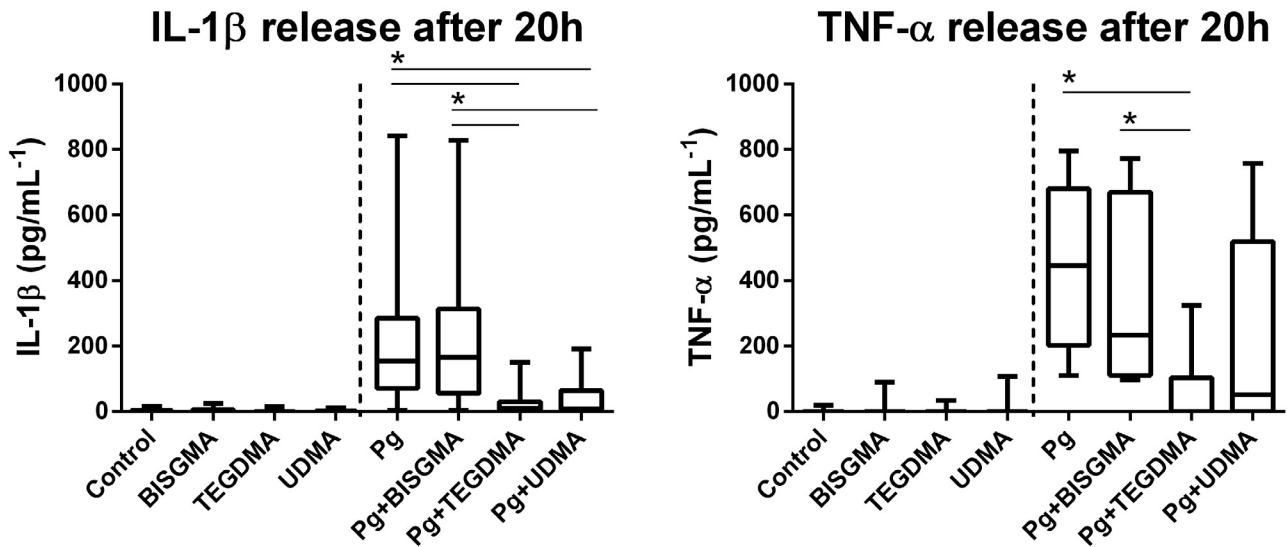 IL-1β release after 20h
*
*
IL-1β (pg/mL⁻¹)
1000
800
600
400
200
0
Control
BISGMA
TEGDMA
UDMA
Pg
Pg+BISGMA
Pg+TEGDMA
Pg+UDMA
TNF-α release after 20h
*
*
TNF-α (pg/mL⁻¹)
1000
800
600
400
200
0
Control
BISGMA
TEGDMA
UDMA
Pg
Pg+BISGMA
Pg+TEGDMA
Pg+UDMA